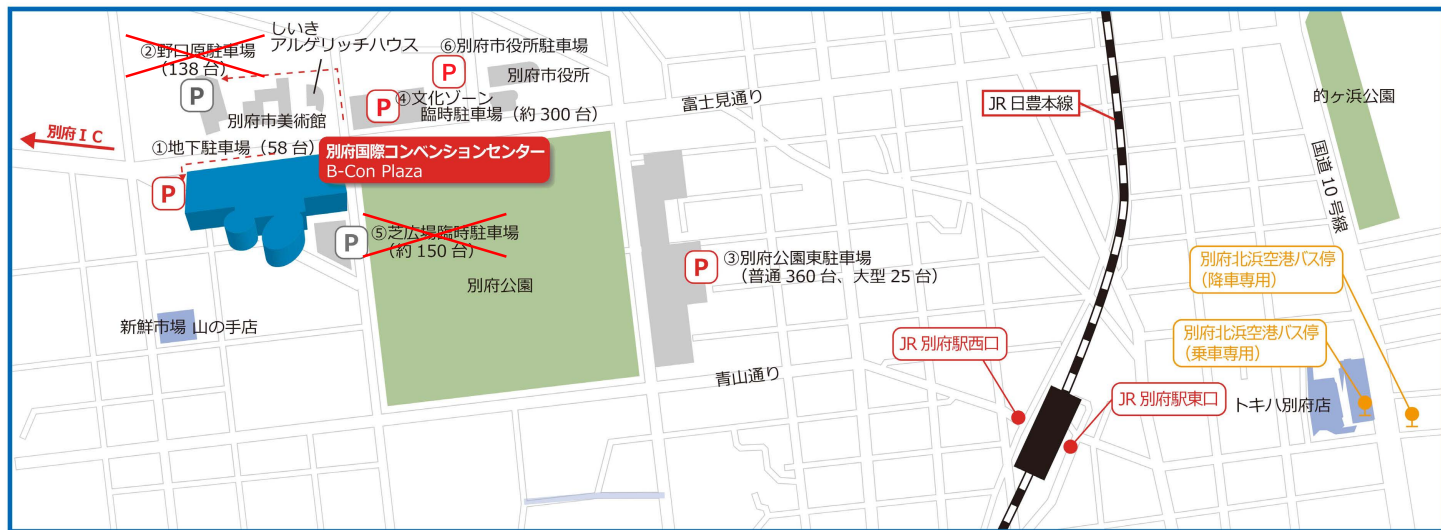 しいき
アルゲリッチハウス
②野口原駐車場
(138 台)
P
⑥別府市役所駐車場
P
別府市役所
P
④文化ゾーン
臨時駐車場(約 300 台)
別府市美術館
富士見通り
JR 日豊本線
的ヶ浜公園
別府 I C
①地下駐車場(58 台)
P
別府国際コンベンションセンター
B-Con Plaza
国道 10 号線
P
⑤芝広場臨時駐車場
(約 150 台)
P
③別府公園東駐車場
(普通 360 台、大型 25 台)
別府公園
別府北浜空港バス停
(降車専用)
新鮮市場 山の手店
別府北浜空港バス停
(乗車専用)
JR 別府駅西口
青山通り
JR 別府駅東口
トキハ別府店